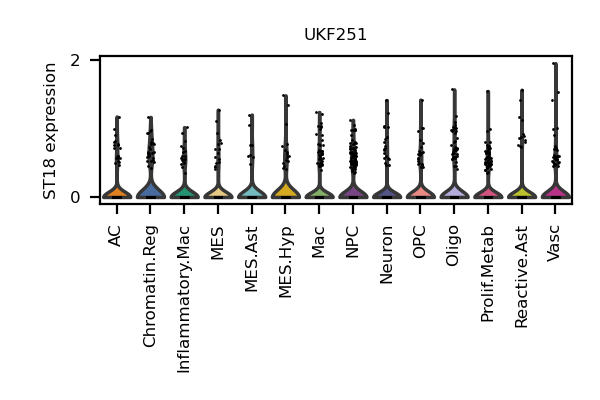 UKF251
ST18 expression
2
0
AC
Chromatin.Reg
Inflammatory.Mac
MES
MES.Ast
MES.Hyp
Mac
NPC
Neuron
OPC
Oligo
Prolif.Metab
Reactive.Ast
Vasc